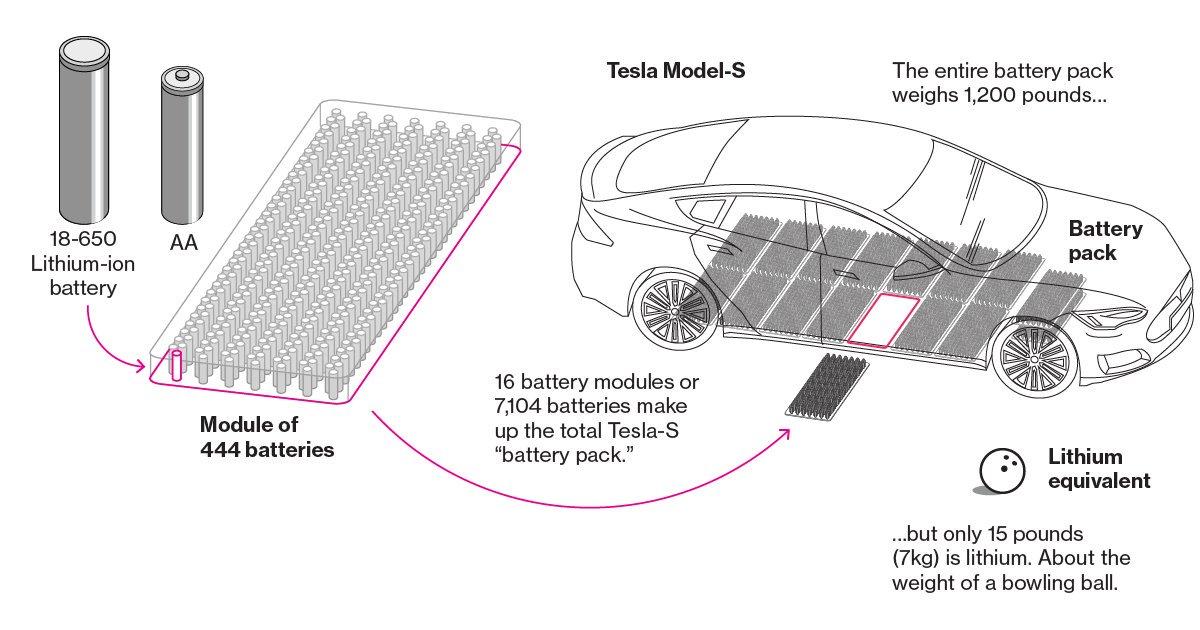 18-650
Lithium-ion
battery
AA
Module of
444 batteries
16 battery modules or
7,104 batteries make
up the total Tesla-S
“battery pack.”
Tesla Model-S
The entire battery pack
weighs 1,200 pounds...
Battery
pack
Lithium
equivalent
...but only 15 pounds
(7kg) is lithium. About the
weight of a bowling ball.